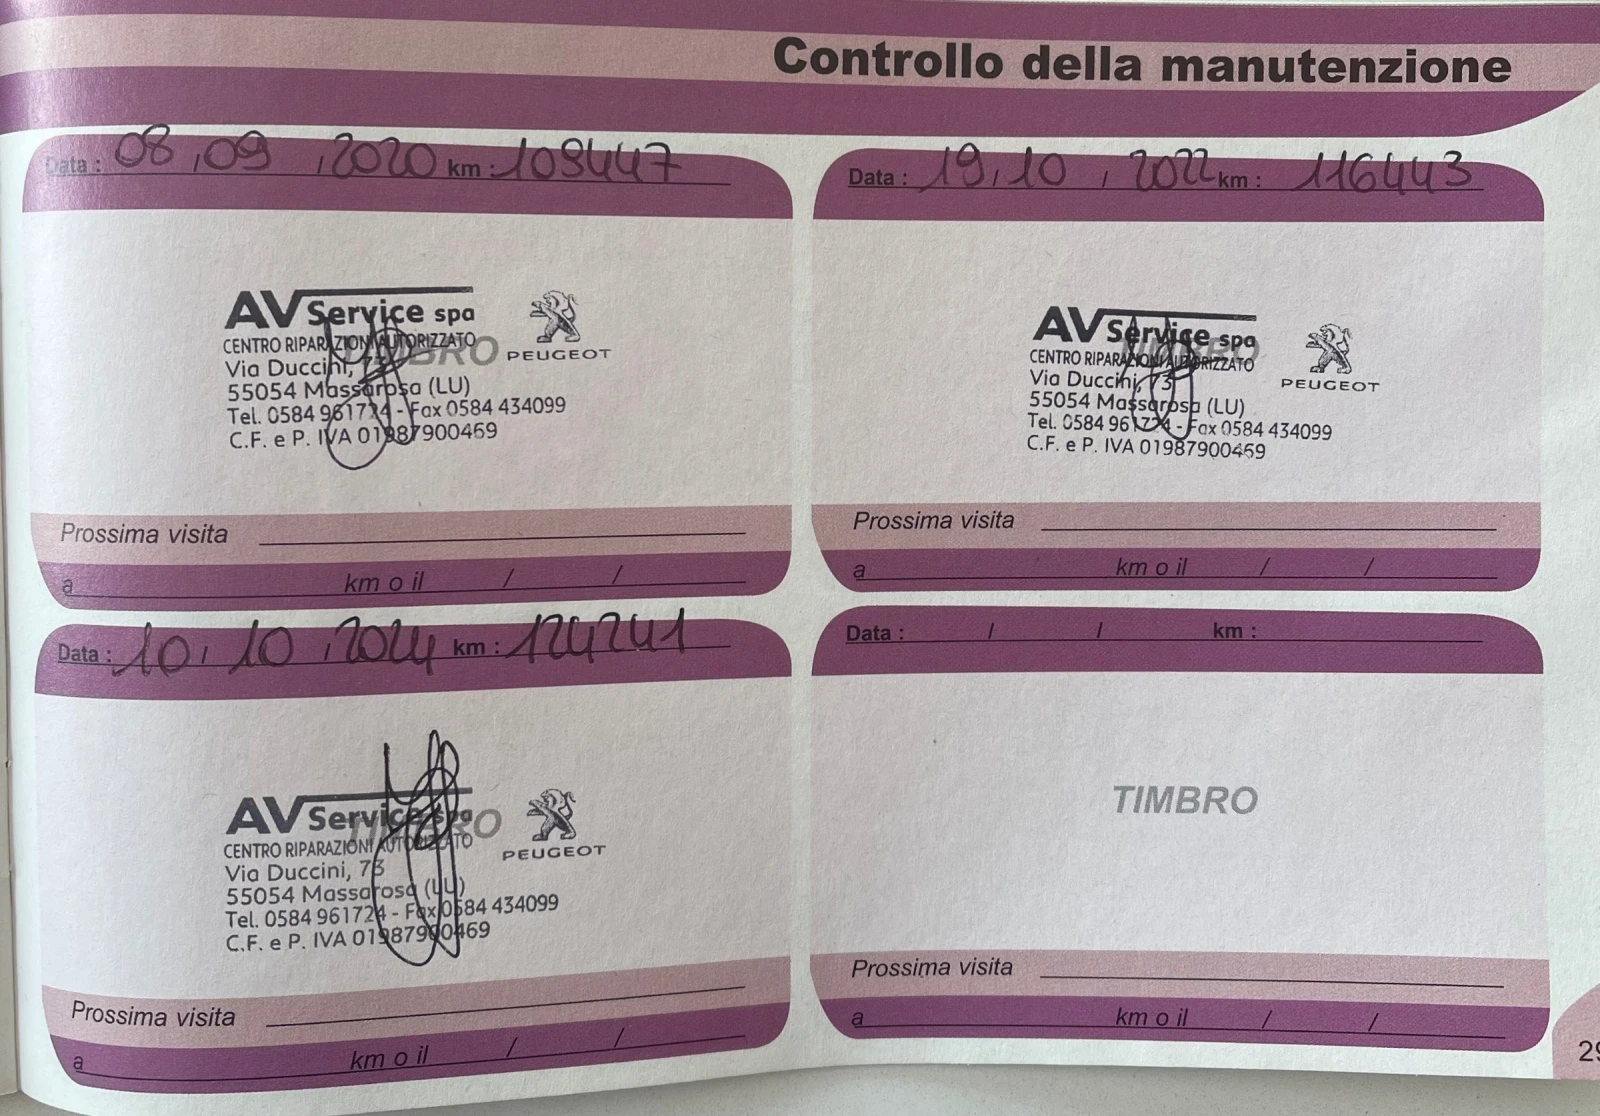 Controllo della manutenzione
Data : 08 / 09 / 2020 km : 109447
AV Service spa
CENTRO RIPARAZIONI AUTORIZZATO
TIMBRO
PEUGEOT
Via Duccini, 73
55054 Massarosa (LU)
Tel. 0584 961724 - Fax 0584 434099
C.F. e P. IVA 01987900469
Prossima visita
a km o il / /
Data : 19 / 10 / 2022 km : 116443
AV Service spa
CENTRO RIPARAZIONI AUTORIZZATO
TIMBRO
PEUGEOT
Via Duccini, 73
55054 Massarosa (LU)
Tel. 0584 961724 - Fax 0584 434099
C.F. e P. IVA 01987900469
Prossima visita
a km o il / /
Data : 10 / 10 / 2024 km : 124241
AV Service spa
CENTRO RIPARAZIONI AUTORIZZATO
TIMBRO
PEUGEOT
Via Duccini, 73
55054 Massarosa (LU)
Tel. 0584 961724 - Fax 0584 434099
C.F. e P. IVA 01987900469
Prossima visita
a km o il / /
Data : / / km :
TIMBRO
Prossima visita
a km o il / /